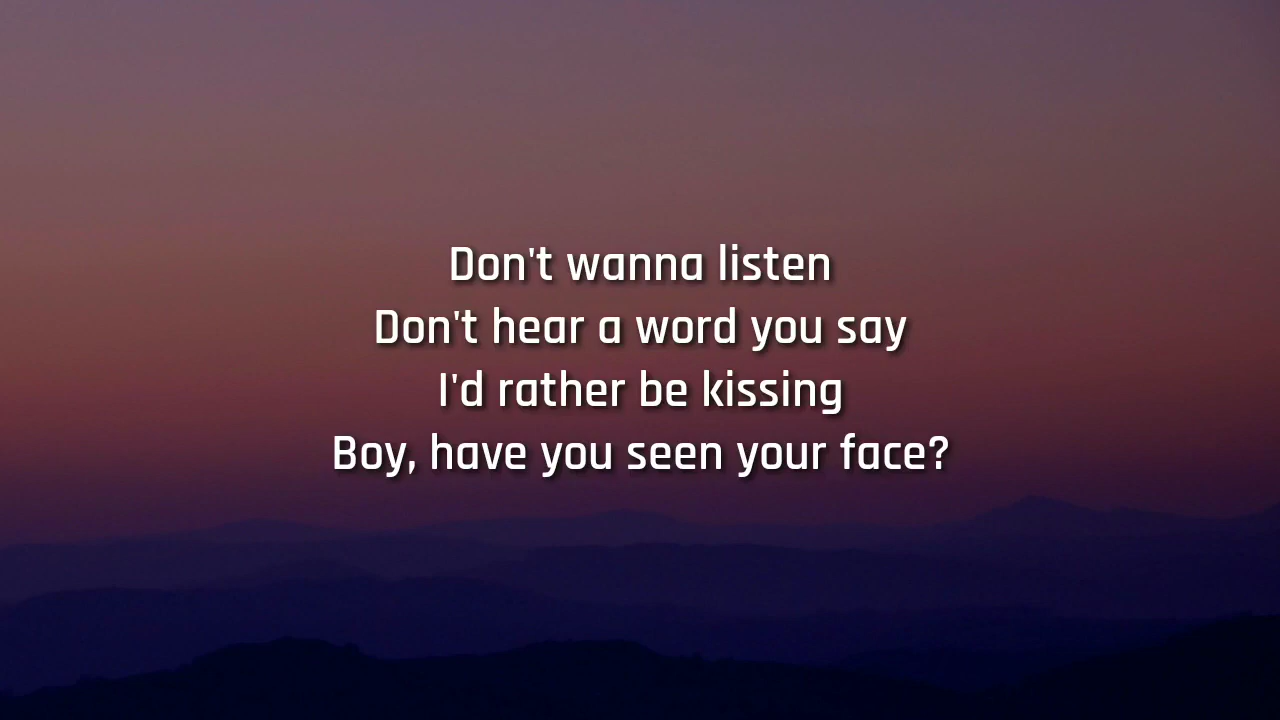 Don't wanna listen
Don't hear a word you say
I'd rather be kissing
Boy, have you seen your face?